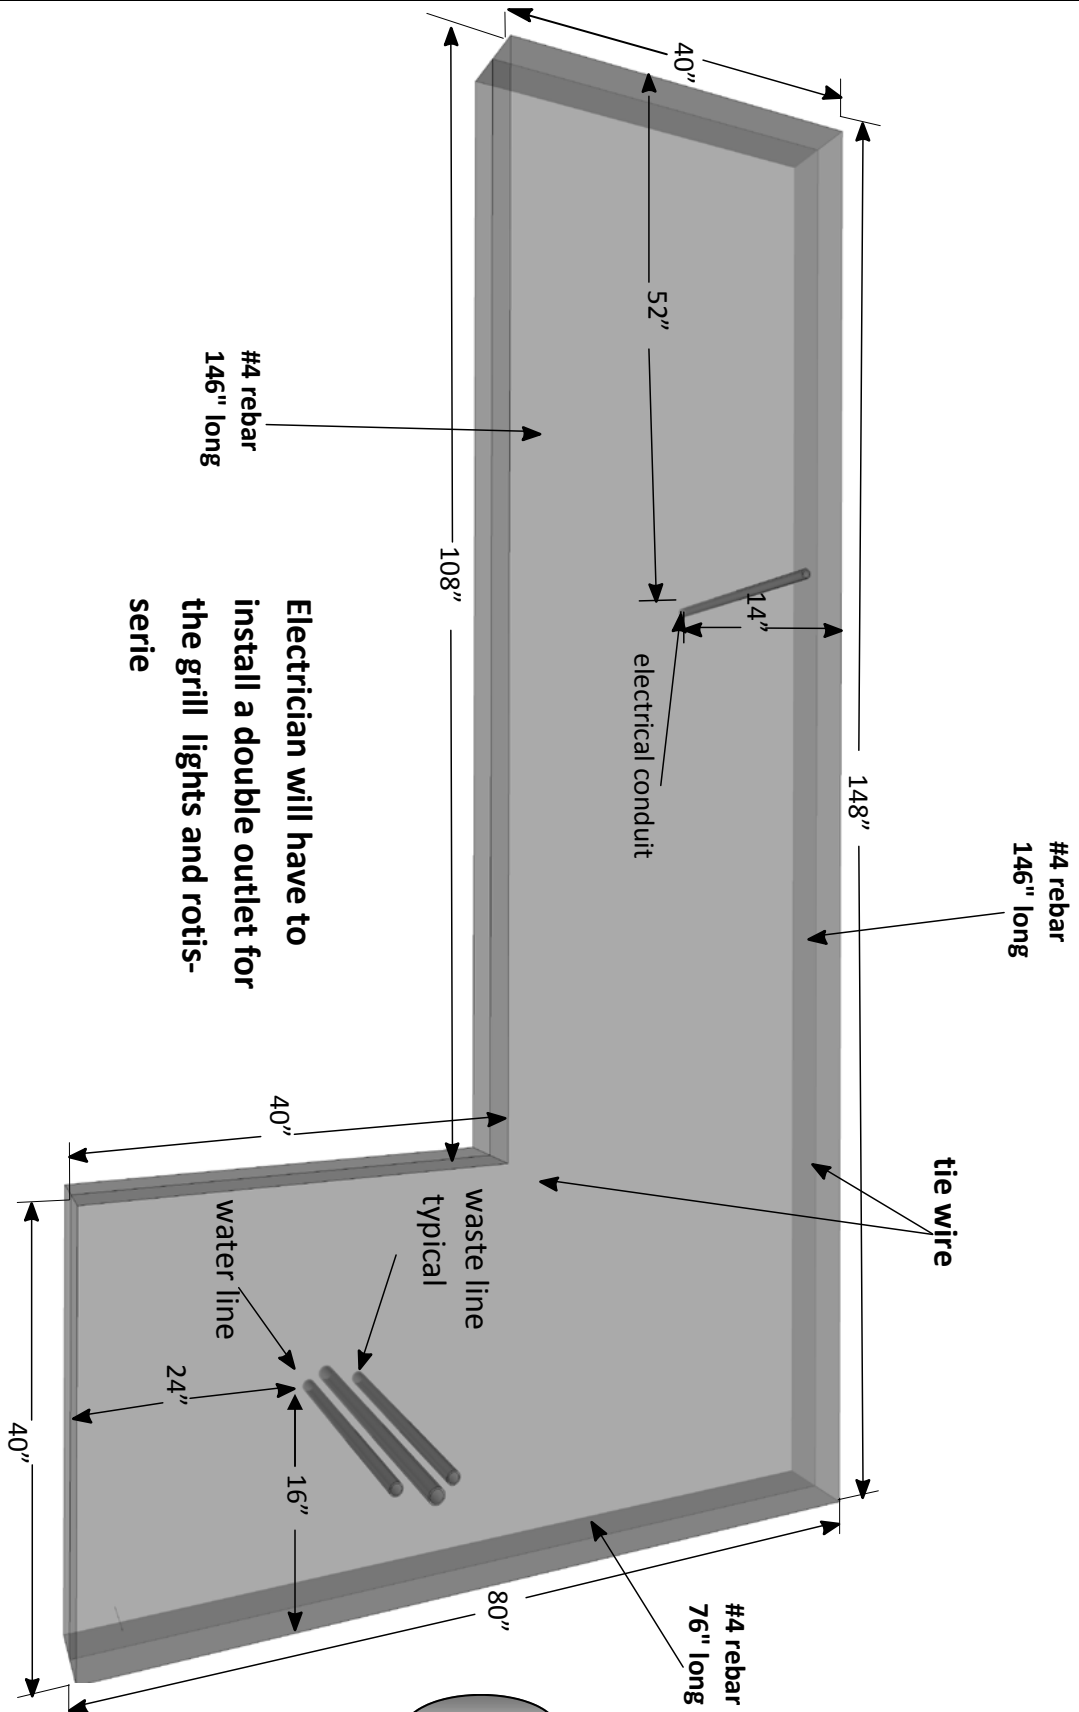 #4 rebar
146" long
tie wire
148”
40”
14”
52”
electrical conduit
80”
#4 rebar
76" long
108”
waste line
typical
water line
16”
24”
40”
40”
#4 rebar
146" long
Electrician will have to
install a double outlet for
the grill lights and rotis-
serie